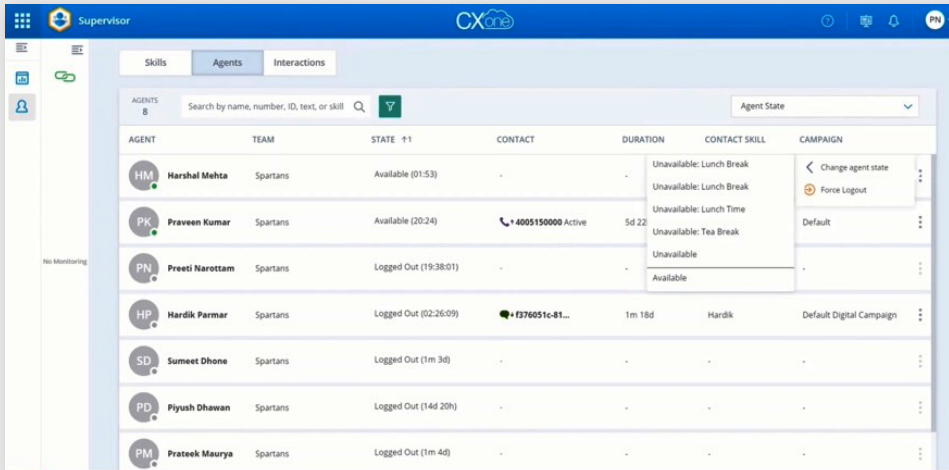 Supervisor
CXone
PN
Skills
Agents
Interactions
AGENTS
8
Search by name, number, ID, text, or skill
Agent State
AGENT TEAM STATE ↑1 CONTACT DURATION CONTACT SKILL CAMPAIGN
HM Harshal Mehta Spartans Available (01:53) - -
Unavailable: Lunch Break
Unavailable: Lunch Break
Unavailable: Lunch Time
Unavailable: Tea Break
Unavailable
Available
Change agent state
Force Logout
PK Praveen Kumar Spartans Available (20:24) 4005150000 Active 5d 22 Default
No Monitoring
PN Preeti Narottam Spartans Logged Out (19:38:01) - - -
HP Hardik Parmar Spartans Logged Out (02:26:09) f376051c-81... 1m 18d Hardik Default Digital Campaign
SD Sumeet Dhone Spartans Logged Out (1m 3d) - - - -
PD Piyush Dhawan Spartans Logged Out (14d 20h) - - - -
PM Prateek Maurya Spartans Logged Out (1m 4d) - - - -